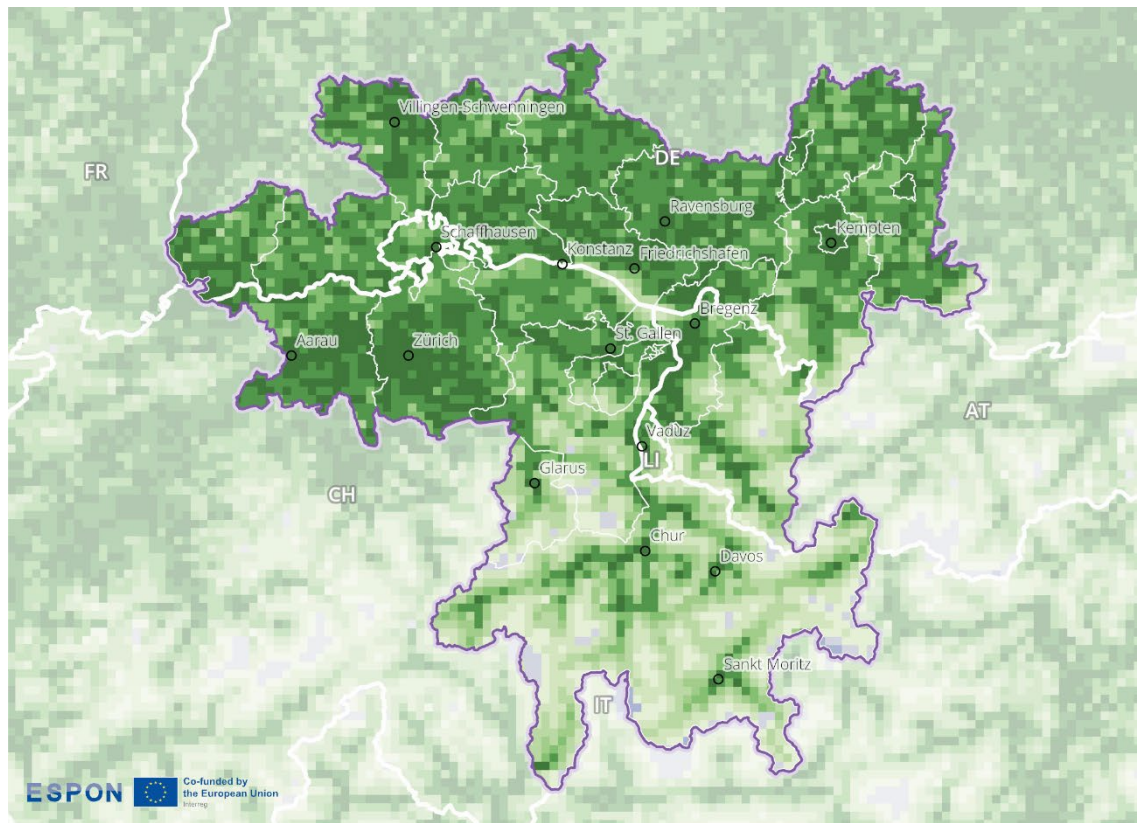 Villingen-Schwenningen
DE
FR
Ravensburg
Schaffhausen
Konstanz
Friedrichshafen
Kempten
Bregenz
Aarau
Zürich
St. Gallen
AT
Vaduz
LI
Glarus
CH
Chur
Davos
Sankt Moritz
IT
ESPON
Co-funded by
the European Union
Interreg